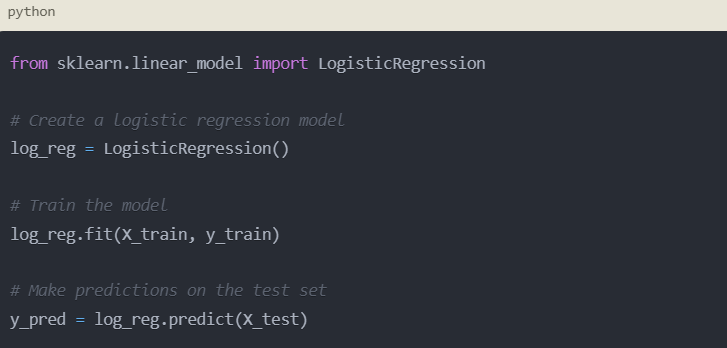 python
from sklearn.linear_model import LogisticRegression
# Create a logistic regression model
log_reg = LogisticRegression()
# Train the model
log_reg.fit(X_train, y_train)
# Make predictions on the test set
y_pred = log_reg.predict(X_test)